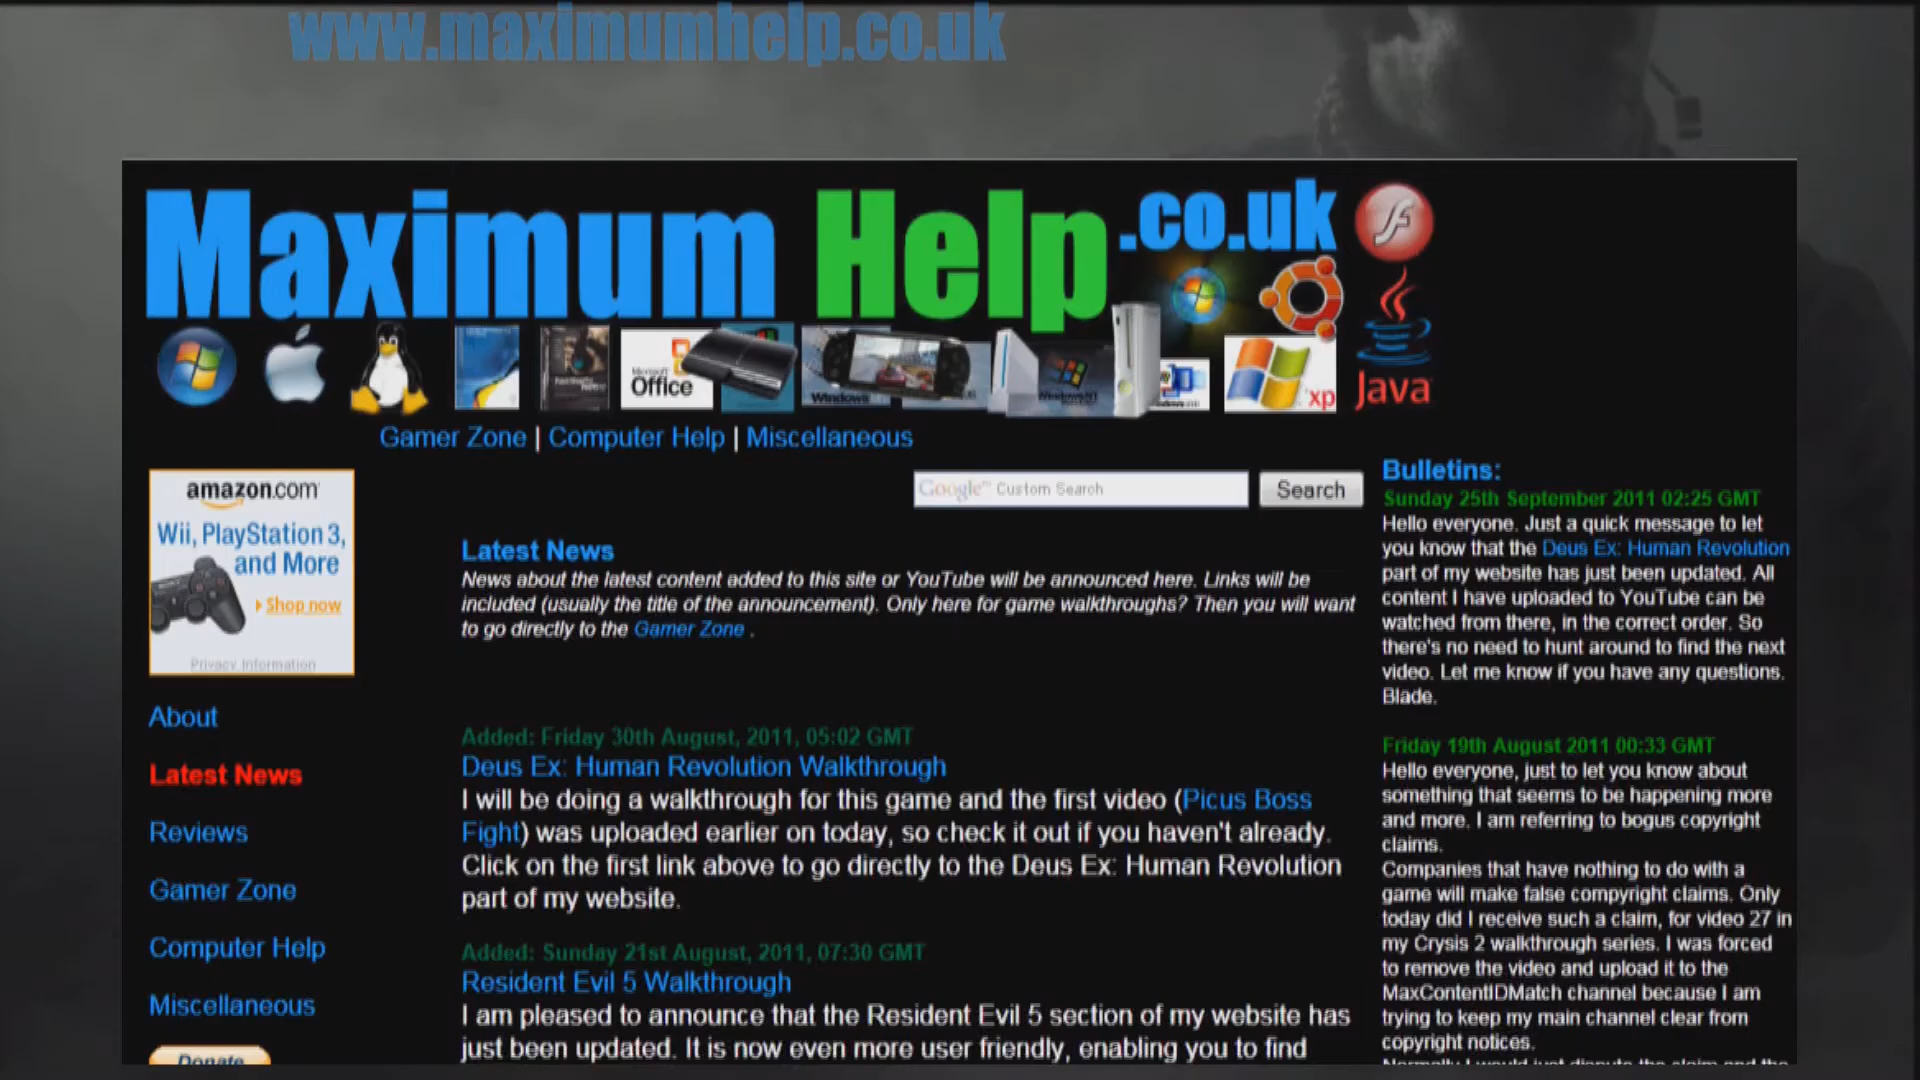 www.maximumhelp.co.uk
Maximum Help .co.uk
Microsoft Office
Windows
xp
Java
Gamer Zone | Computer Help | Miscellaneous
amazon.com
Wii, PlayStation 3,
and More
Shop now
Privacy Information
About
Latest News
Reviews
Gamer Zone
Computer Help
Miscellaneous
Donate
Google™ Custom Search
Search
Latest News
News about the latest content added to this site or YouTube will be announced here. Links will be
included (usually the title of the announcement). Only here for game walkthroughs? Then you will want
to go directly to the Gamer Zone .
Added: Friday 30th August, 2011, 05:02 GMT
Deus Ex: Human Revolution Walkthrough
I will be doing a walkthrough for this game and the first video (Picus Boss
Fight) was uploaded earlier on today, so check it out if you haven't already.
Click on the first link above to go directly to the Deus Ex: Human Revolution
part of my website.
Added: Sunday 21st August, 2011, 07:30 GMT
Resident Evil 5 Walkthrough
I am pleased to announce that the Resident Evil 5 section of my website has
just been updated. It is now even more user friendly, enabling you to find
Bulletins:
Sunday 25th September 2011 02:25 GMT
Hello everyone. Just a quick message to let
you know that the Deus Ex: Human Revolution
part of my website has just been updated. All
content I have uploaded to YouTube can be
watched from there, in the correct order. So
there's no need to hunt around to find the next
video. Let me know if you have any questions.
Blade.
Friday 19th August 2011 00:33 GMT
Hello everyone, just to let you know about
something that seems to be happening more
and more. I am referring to bogus copyright
claims.
Companies that have nothing to do with a
game will make false compyright claims. Only
today did I receive such a claim, for video 27 in
my Crysis 2 walkthrough series. I was forced
to remove the video and upload it to the
MaxContentIDMatch channel because I am
trying to keep my main channel clear from
copyright notices.
Normally I would just dispute the claim and the